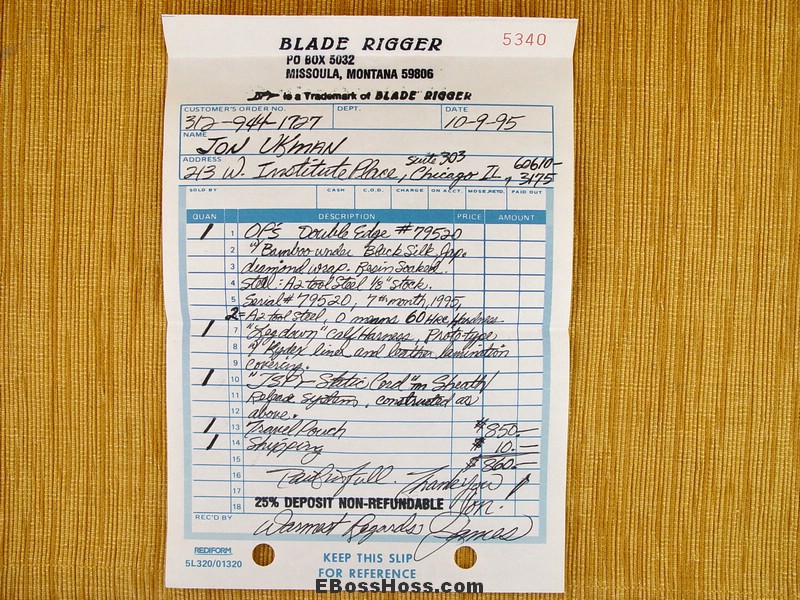 BLADE RIGGER
5340
PO BOX 5032
MISSOULA, MONTANA 59806
is a Trademark of BLADE RIGGER
CUSTOMER'S ORDER NO. DEPT. DATE
312-944-1727 10-9-95
NAME
JON UKMAN
ADDRESS
213 W. Institute Place, Suite 303 Chicago IL, 60610-3175
SOLD BY CASH C.O.D. CHARGE ON ACCT. MDSE.RETD. PAID OUT
QUAN DESCRIPTION PRICE AMOUNT
1 1 Double Edge #79520
2 w/ Bamboo under Black Silk Jap.
3 diamond wrap. Resin Soaked.
4 Steel: A2 tool Steel 1/8" stock.
5 Serial# 79520, 7th month, 1995,
6 2=A2 tool Steel, 0 means 60 HRC Hardness
1 7 "Legdown" Calf Harness, Prototype
8 w/ Kydex liner and leather lamination
9 covering.
1 10 Static Cord" Sheath
11 Release System, constructed as
12 above.
1 13 Travel Pouch $850.—
1 14 Shipping $ 10.—
15 $860.—
16 Paid in full. Thank you
17 Jon.
18 25% DEPOSIT NON-REFUNDABLE
REC'D BY
Warmest Regards, James
REDIFORM
5L320/01320
KEEP THIS SLIP
FOR REFERENCE
EBossHoss.com